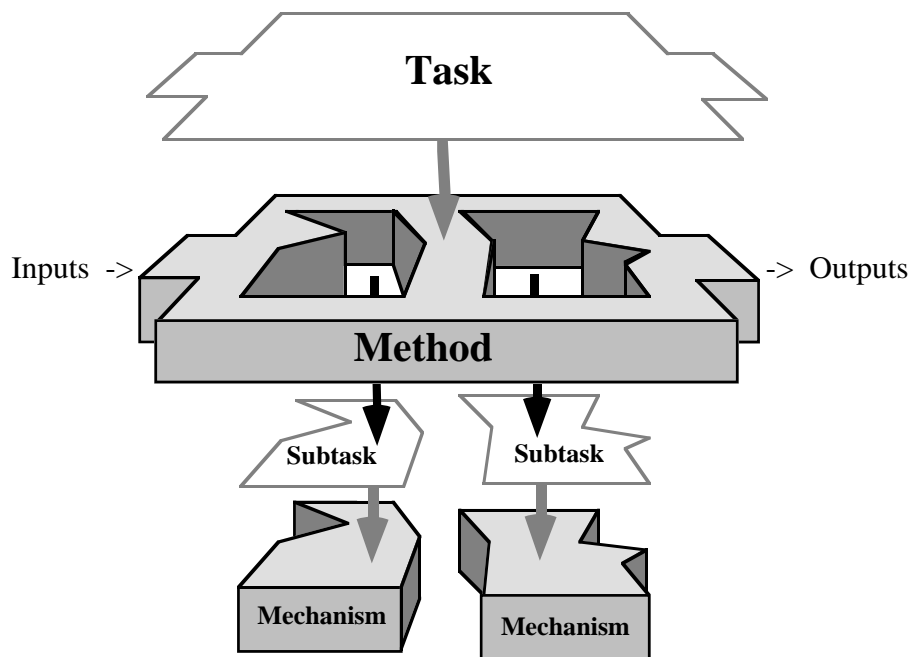 Task
Inputs ->
-> Outputs
Method
Subtask
Subtask
Mechanism
Mechanism